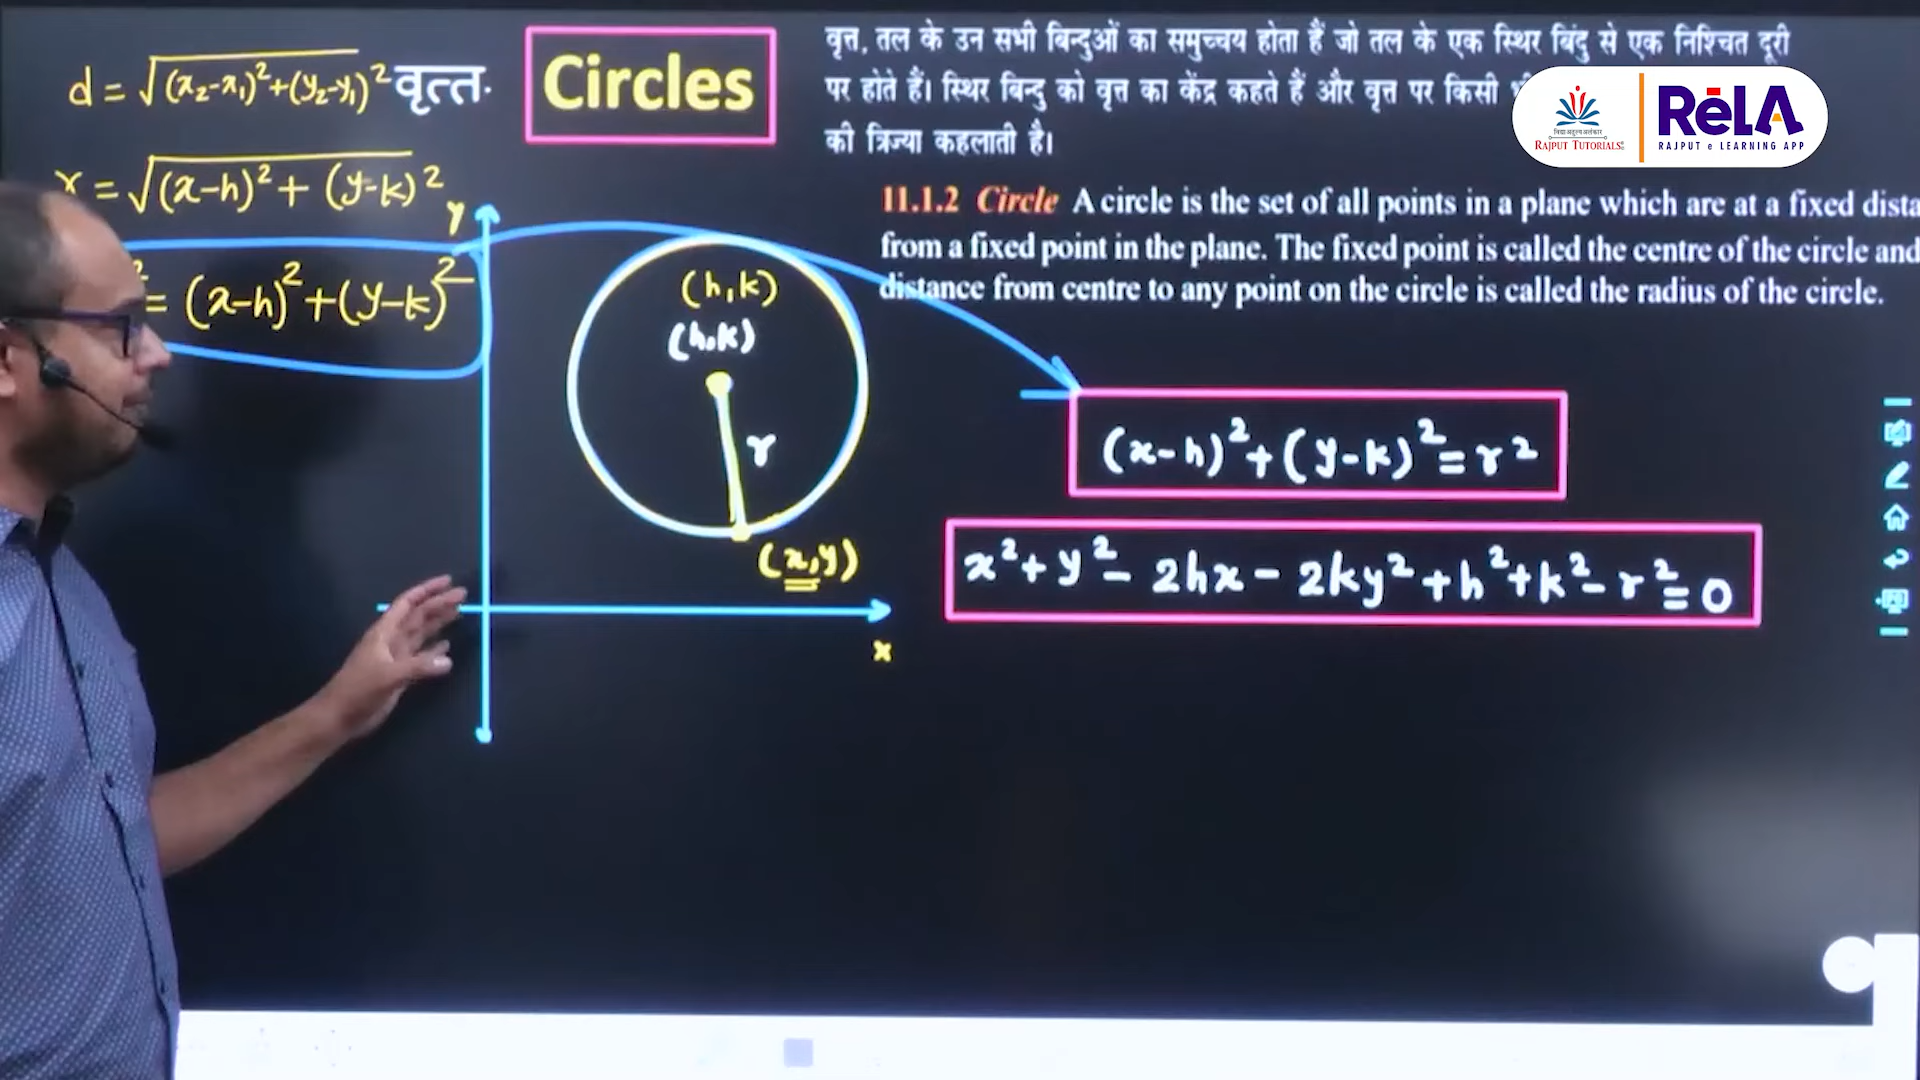 d = √(x₂-x₁)²+(y₂-y₁)²
वृत्त.
Circles
वृत्त, तल के उन सभी बिन्दुओं का समुच्चय होता हैं जो तल के एक स्थिर बिंदु से एक निश्चित दूरी
पर होते हैं। स्थिर बिन्दु को वृत्त का केंद्र कहते हैं और वृत्त पर किसी
की त्रिज्या कहलाती है।
RAJPUT TUTORIALS
RėLA
RAJPUT e LEARNING APP
r = √(x-h)² + (y-k)²
y
² = (x-h)² + (y-k)²
11.1.2 Circle A circle is the set of all points in a plane which are at a fixed dista
from a fixed point in the plane. The fixed point is called the centre of the circle and
distance from centre to any point on the circle is called the radius of the circle.
(h,k)
(h,k)
r
(x,y)
x
(x-h)² + (y-k)² = r²
x² + y² - 2hx - 2ky² + h² + k² - r² = 0